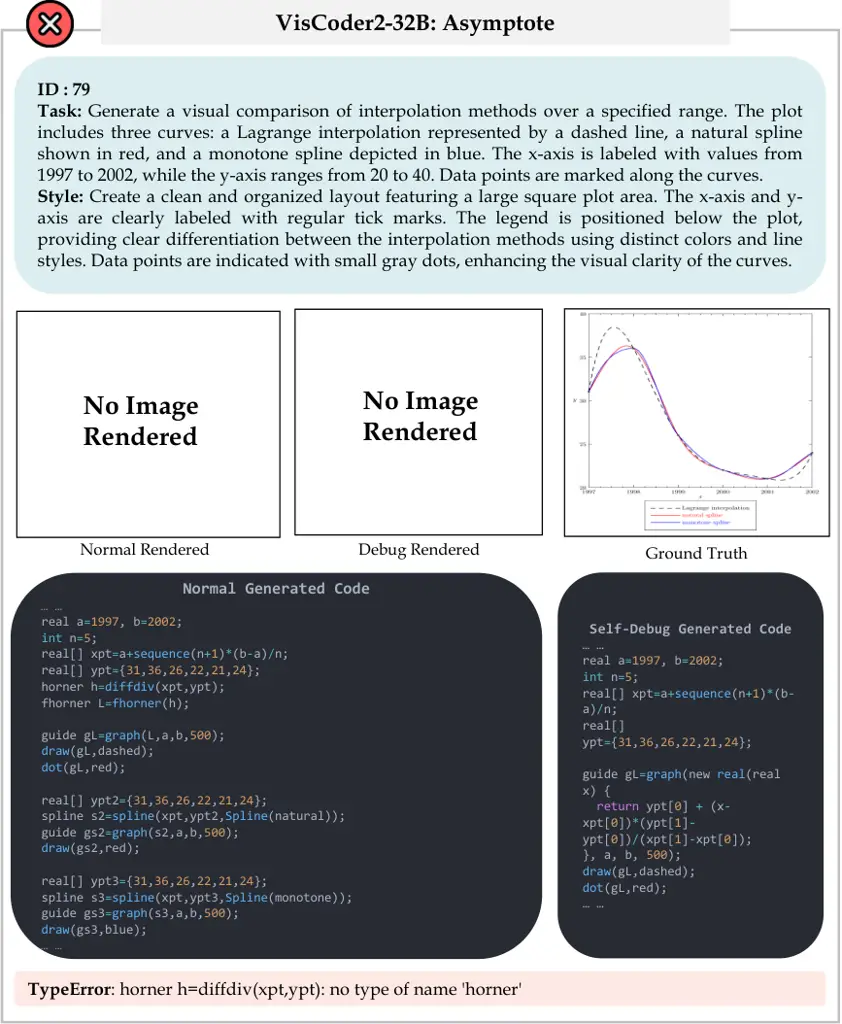 VisCoder2-32B: Asymptote
ID : 79
Task: Generate a visual comparison of interpolation methods over a specified range. The plot
includes three curves: a Lagrange interpolation represented by a dashed line, a natural spline
shown in red, and a monotone spline depicted in blue. The x-axis is labeled with values from
1997 to 2002, while the y-axis ranges from 20 to 40. Data points are marked along the curves.
Style: Create a clean and organized layout featuring a large square plot area. The x-axis and y-
axis are clearly labeled with regular tick marks. The legend is positioned below the plot,
providing clear differentiation between the interpolation methods using distinct colors and line
styles. Data points are indicated with small gray dots, enhancing the visual clarity of the curves.
No Image
Rendered
Normal Rendered
No Image
Rendered
Debug Rendered
1997 1998 1999 2000 2001 2002
x
Lagrange interpolation
natural spline
monotone spline
Ground Truth
Normal Generated Code
… …
real a=1997, b=2002;
int n=5;
real[] xpt=a+sequence(n+1)*(b-a)/n;
real[] ypt={31,36,26,22,21,24};
horner h=diffdiv(xpt,ypt);
fhorner L=fhorner(h);
guide gL=graph(L,a,b,500);
draw(gL,dashed);
dot(gL,red);
real[] ypt2={31,36,26,22,21,24};
spline s2=spline(xpt,ypt2,Spline(natural));
guide gs2=graph(s2,a,b,500);
draw(gs2,red);
real[] ypt3={31,36,26,22,21,24};
spline s3=spline(xpt,ypt3,Spline(monotone));
guide gs3=graph(s3,a,b,500);
draw(gs3,blue);
… …
Self-Debug Generated Code
… …
real a=1997, b=2002;
int n=5;
real[] xpt=a+sequence(n+1)*(b-
a)/n;
real[]
ypt={31,36,26,22,21,24};
guide gL=graph(new real(real
x) {
return ypt[0] + (x-
xpt[0])*(ypt[1]-
ypt[0])/(xpt[1]-xpt[0]);
}, a, b, 500);
draw(gL,dashed);
dot(gL,red);
… …
TypeError: horner h=diffdiv(xpt,ypt): no type of name 'horner'